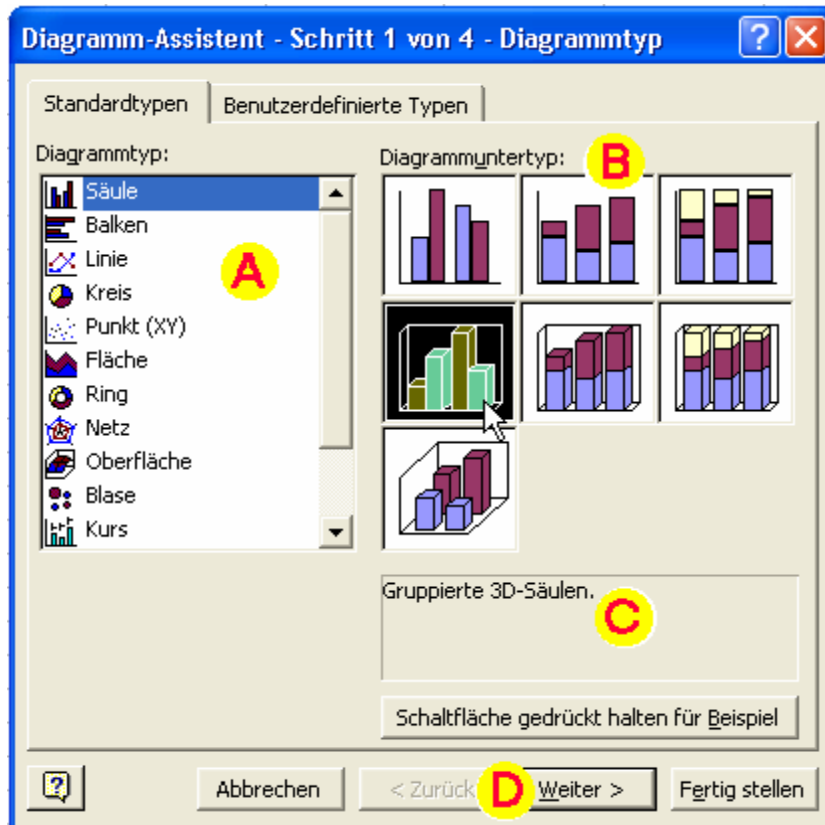 Diagramm-Assistent - Schritt 1 von 4 - Diagrammtyp
Standardtypen
Benutzerdefinierte Typen
Diagrammtyp:
Säule
Balken
Linie
Kreis
Punkt (XY)
Fläche
Ring
Netz
Oberfläche
Blase
Kurs
A
Diagrammuntertyp:
B
Gruppierte 3D-Säulen.
C
Schaltfläche gedrückt halten für Beispiel
Abbrechen
< Zurück
D
Weiter >
Fertig stellen